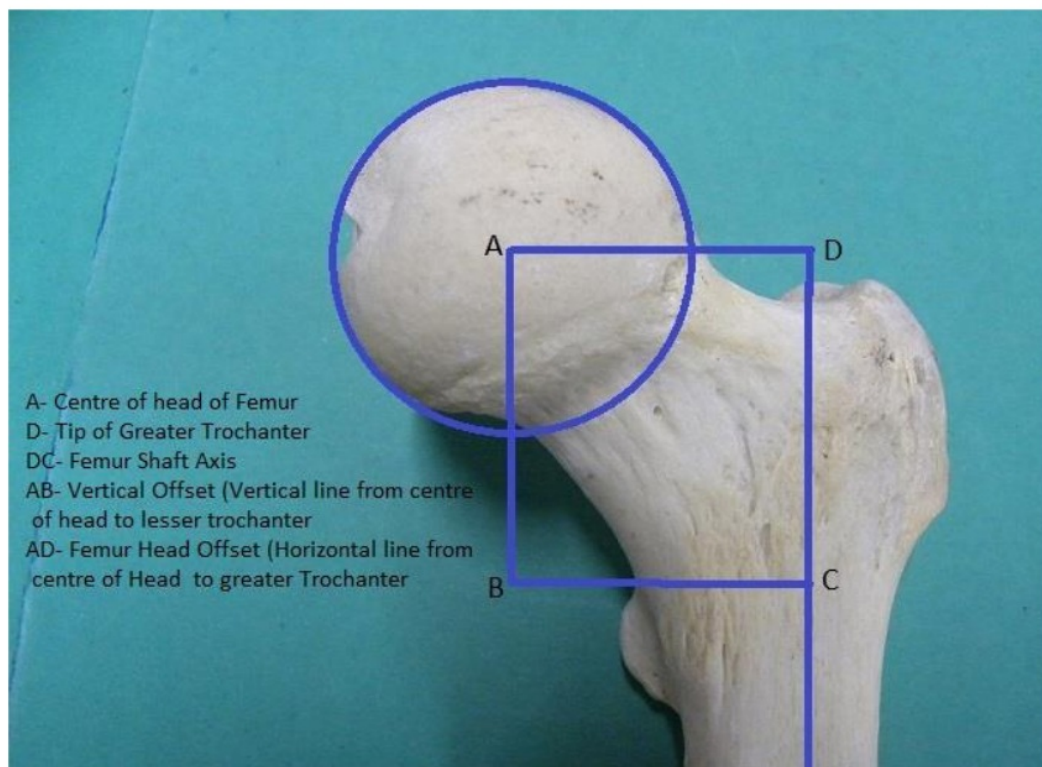 A
D
A- Centre of head of Femur
D- Tip of Greater Trochanter
DC- Femur Shaft Axis
AB- Vertical Offset (Vertical line from centre
of head to lesser trochanter
AD- Femur Head Offset (Horizontal line from
centre of Head  to greater Trochanter
B
C